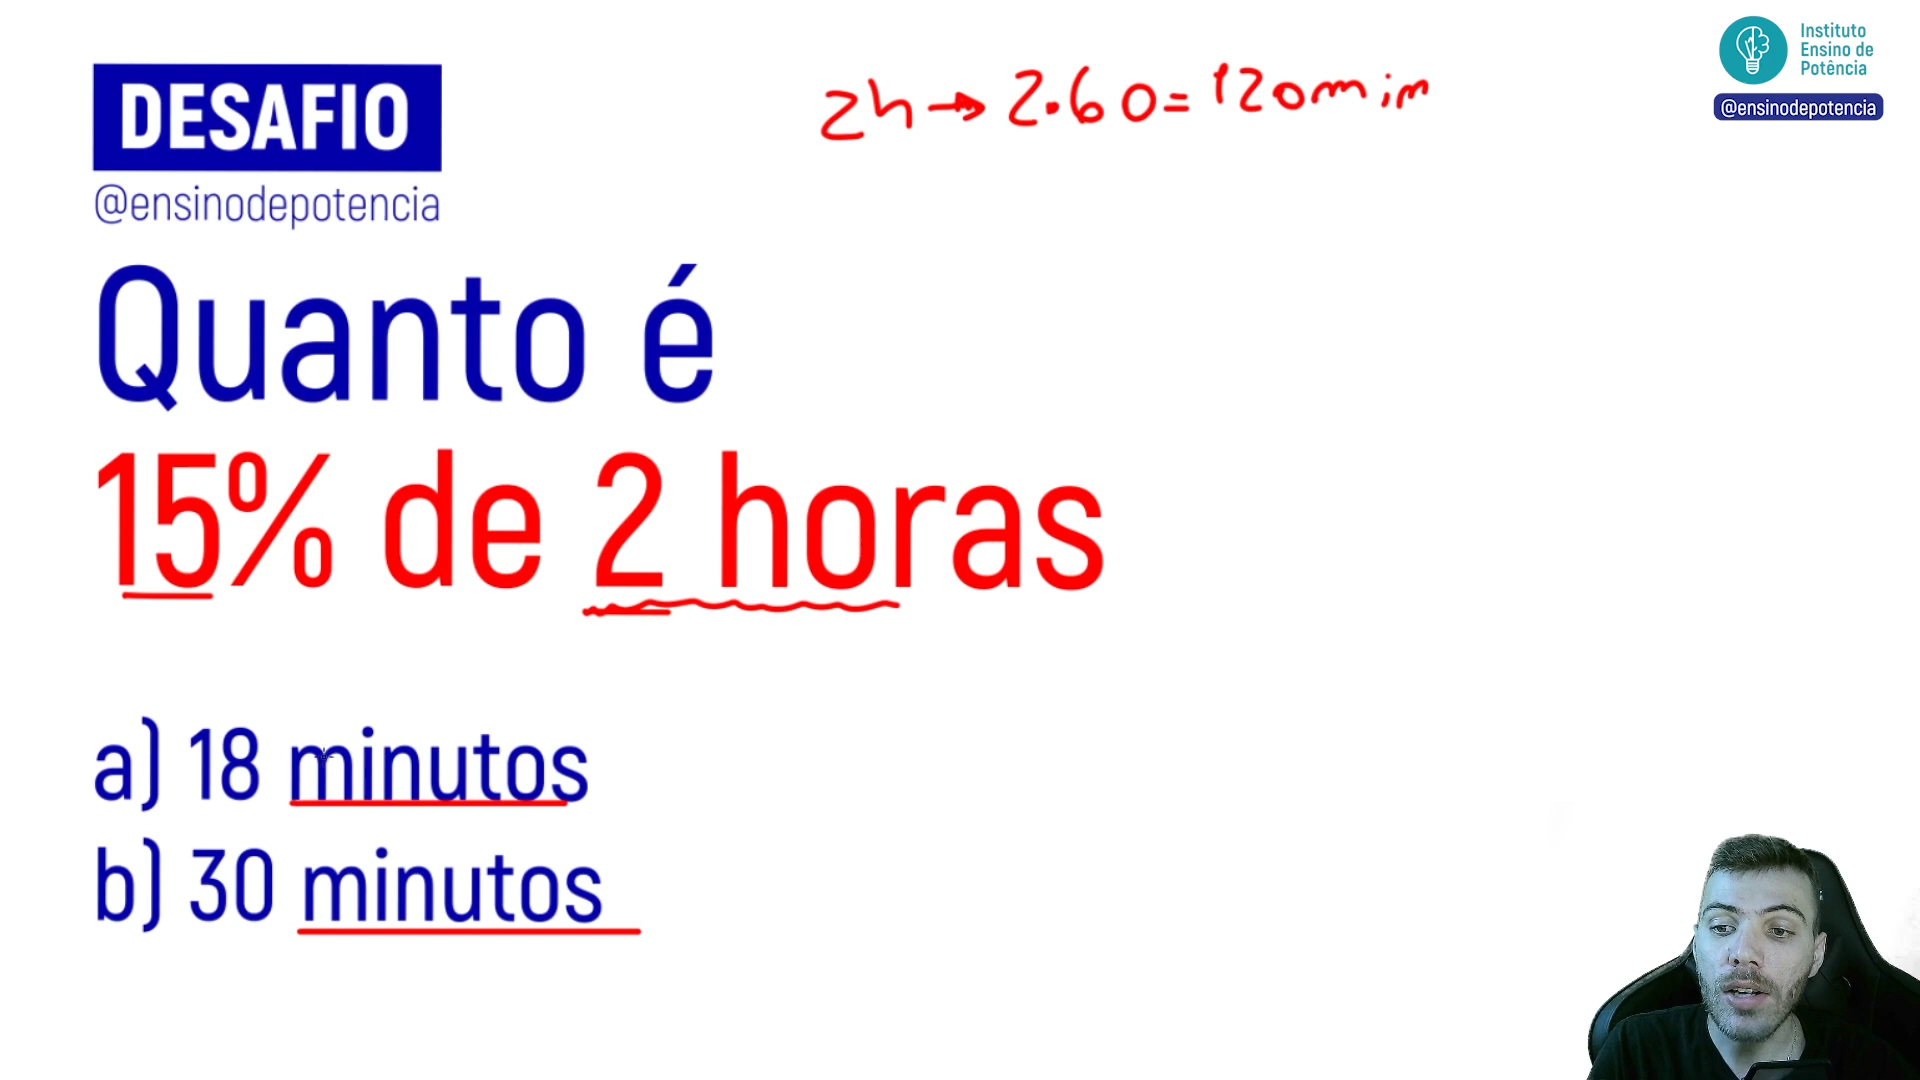 DESAFIO
@ensinodepotencia
2h → 2.60 = 120min
Instituto
Ensino de
Potência
@ensinodepotencia
Quanto é
15% de 2 horas
a) 18 minutos
b) 30 minutos